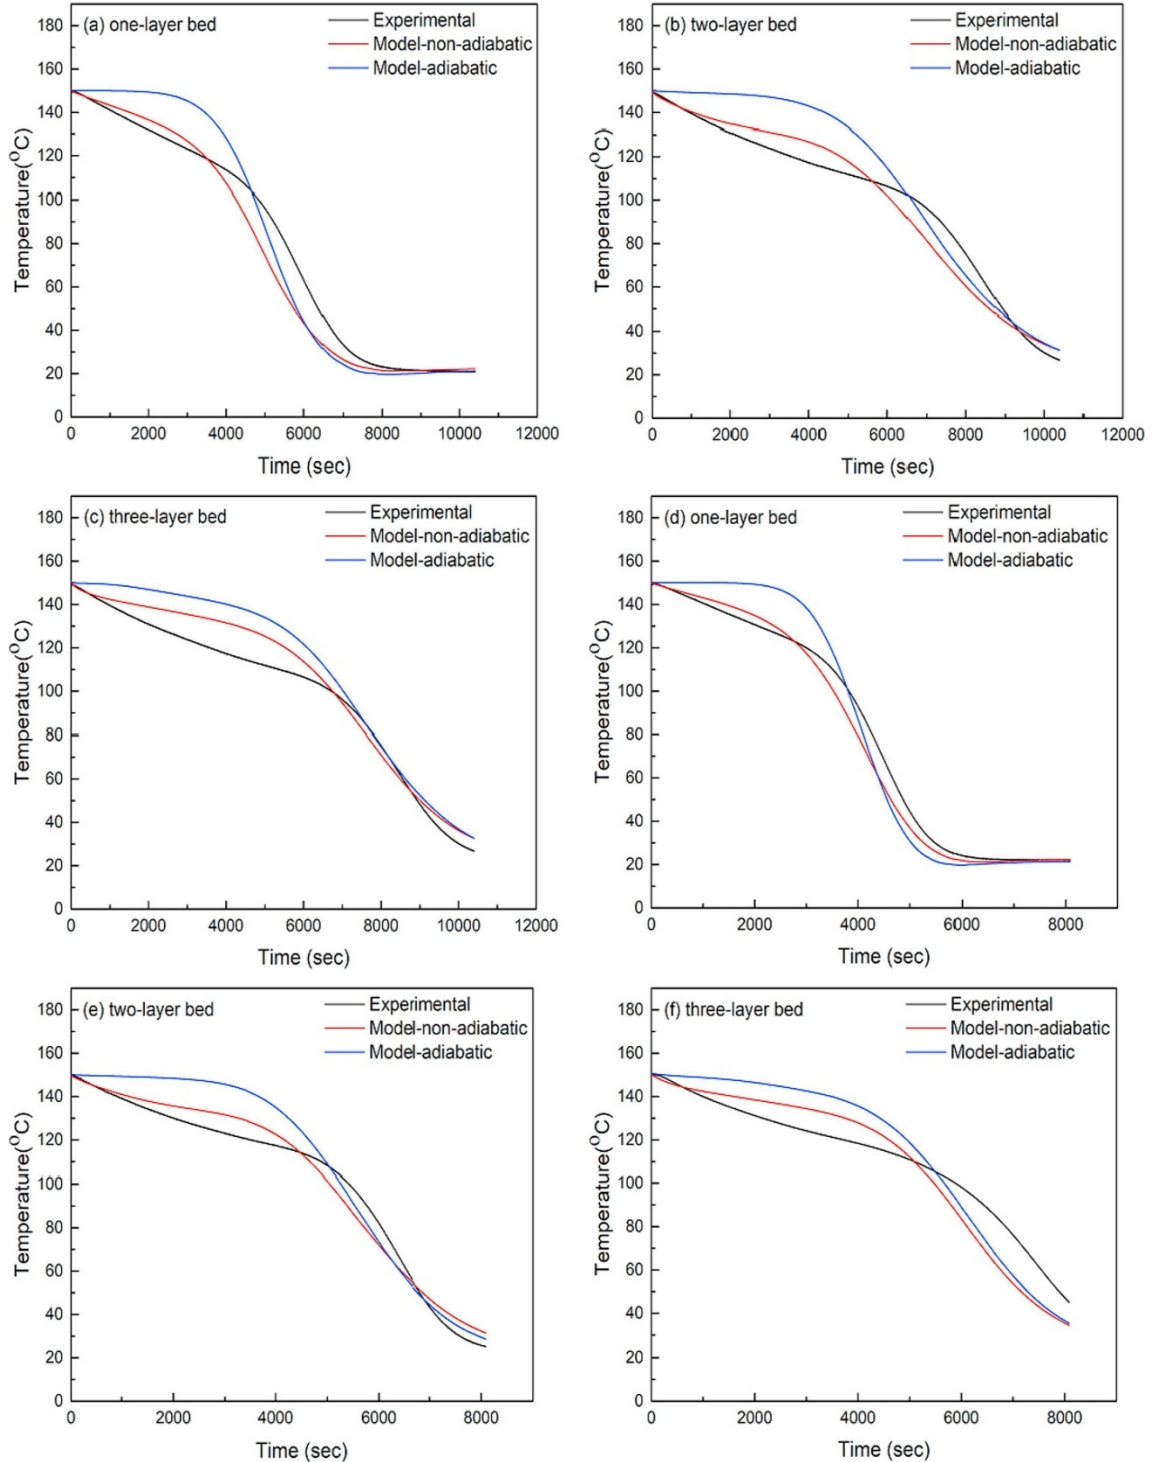 (a) one-layer bed
Experimental
Model-non-adiabatic
Model-adiabatic
Temperature(°C)
180
160
140
120
100
80
60
40
20
0
0 2000 4000 6000 8000 10000 12000
Time (sec)
(b) two-layer bed
Experimental
Model-non-adiabatic
Model-adiabatic
Temperature(°C)
180
160
140
120
100
80
60
40
20
0
0 2000 4000 6000 8000 10000 12000
Time (sec)
(c) three-layer bed
Experimental
Model-non-adiabatic
Model-adiabatic
Temperature(°C)
180
160
140
120
100
80
60
40
20
0
0 2000 4000 6000 8000 10000 12000
Time (sec)
(d) one-layer bed
Experimental
Model-non-adiabatic
Model-adiabatic
Temperature(°C)
180
160
140
120
100
80
60
40
20
0
0 2000 4000 6000 8000
Time (sec)
(e) two-layer bed
Experimental
Model-non-adiabatic
Model-adiabatic
Temperature(°C)
180
160
140
120
100
80
60
40
20
0
0 2000 4000 6000 8000
Time (sec)
(f) three-layer bed
Experimental
Model-non-adiabatic
Model-adiabatic
Temperature(°C)
180
160
140
120
100
80
60
40
20
0
0 2000 4000 6000 8000
Time (sec)